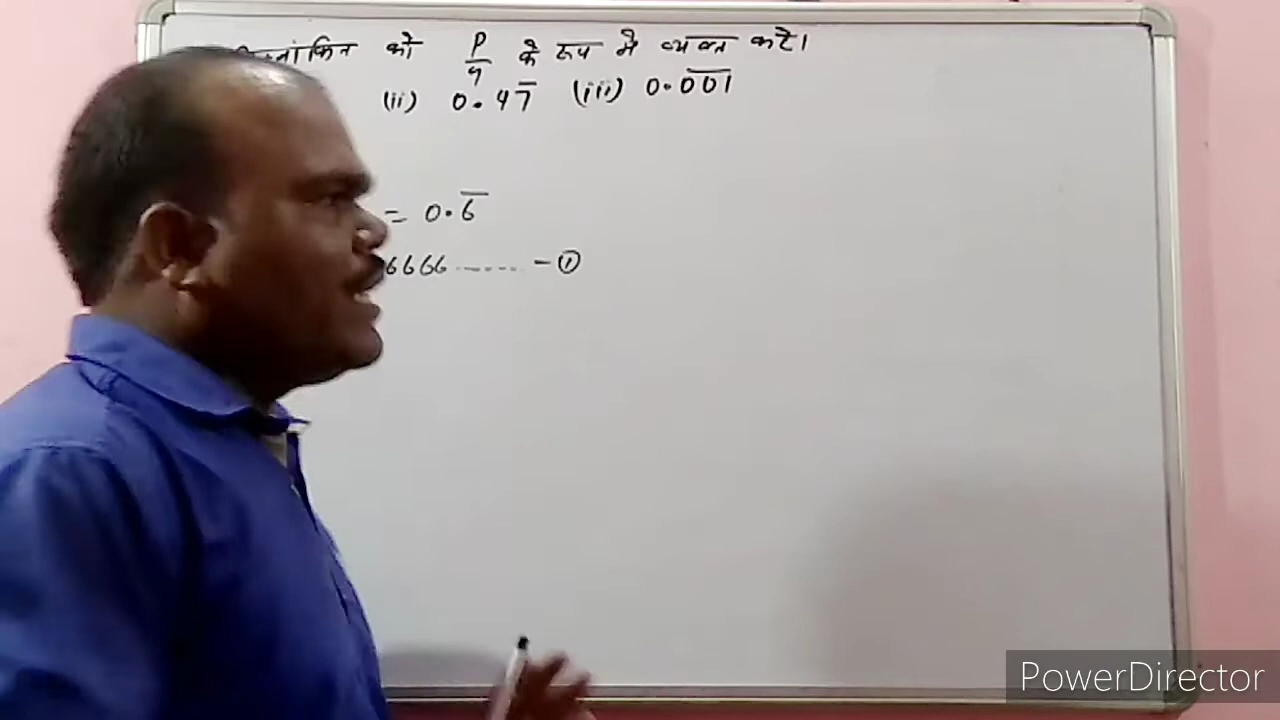 को p/q के रूप में व्यक्त करें।
(ii) 0.47̅ (iii) 0.0̅0̅1̅
= 0.6̅
6666....... - ①
PowerDirector